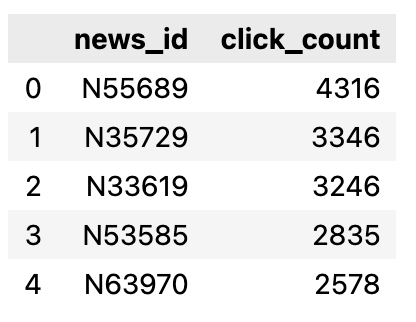 news_id click_count
0 N55689 4316
1 N35729 3346
2 N33619 3246
3 N53585 2835
4 N63970 2578